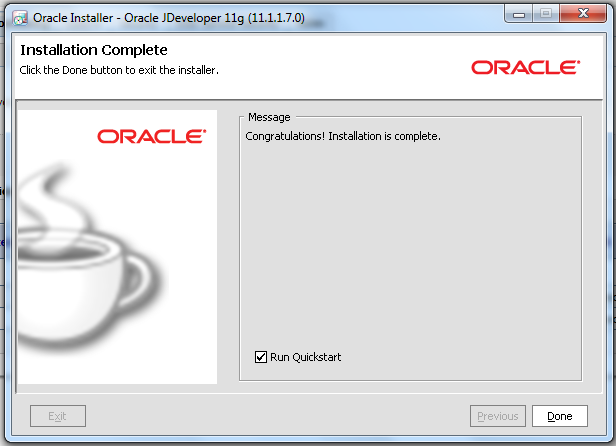 Oracle Installer - Oracle JDeveloper 11g (11.1.1.7.0)
Installation Complete
Click the Done button to exit the installer.
ORACLE
ORACLE
Message
Congratulations! Installation is complete.
Run Quickstart
Exit
Previous
Done